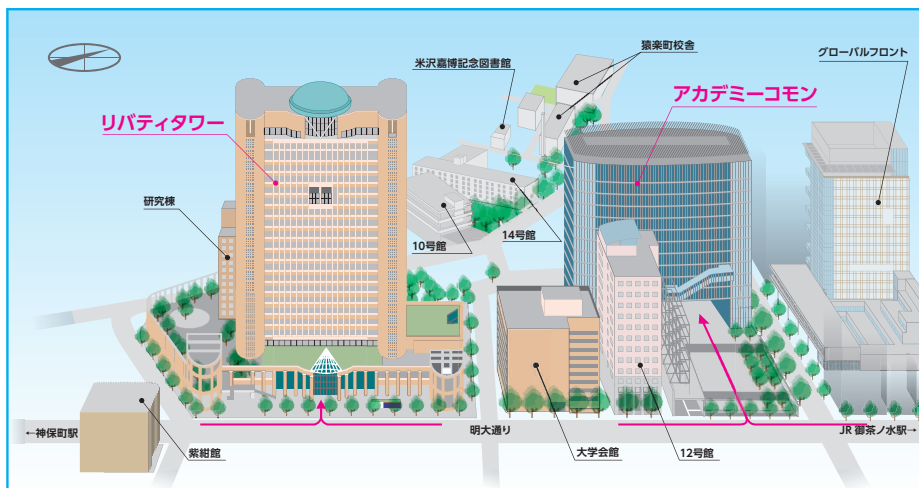 猿楽町校舎
グローバルフロント
米沢嘉博記念図書館
アカデミーコモン
リバティタワー
研究棟
14号館
10号館
←神保町駅
明大通り
JR 御茶ノ水駅→
紫紺館
大学会館
12号館